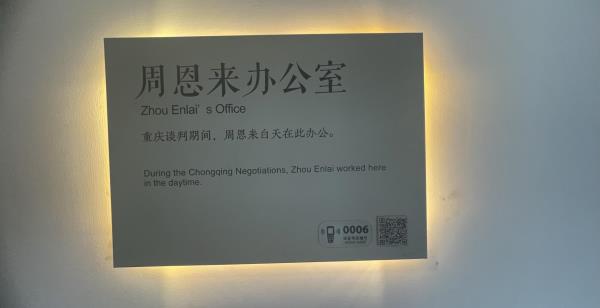 周恩来办公室
Zhou Enlai's Office
重庆谈判期间，周恩来白天在此办公。
During the Chongqing Negotiations, Zhou Enlai worked here
in the daytime.
0006